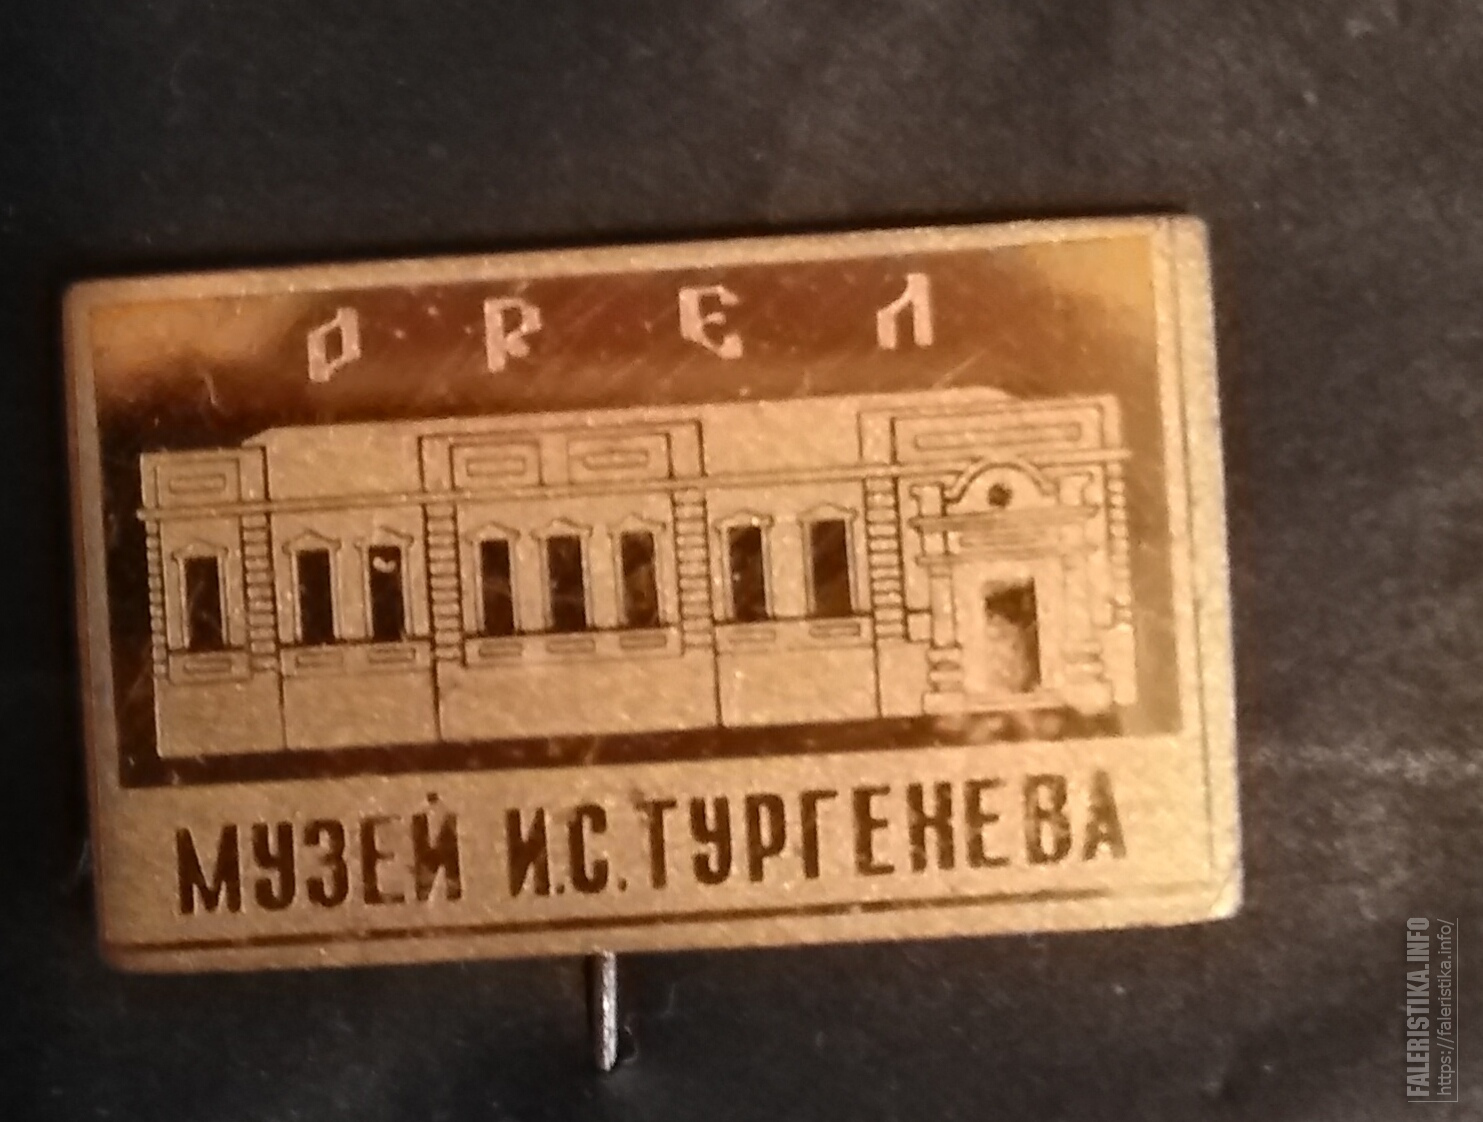 ОРЕЛ
МУЗЕЙ И.С.ТУРГЕНЕВА
FALERISTIKA.INFO
https://faleristika.info/